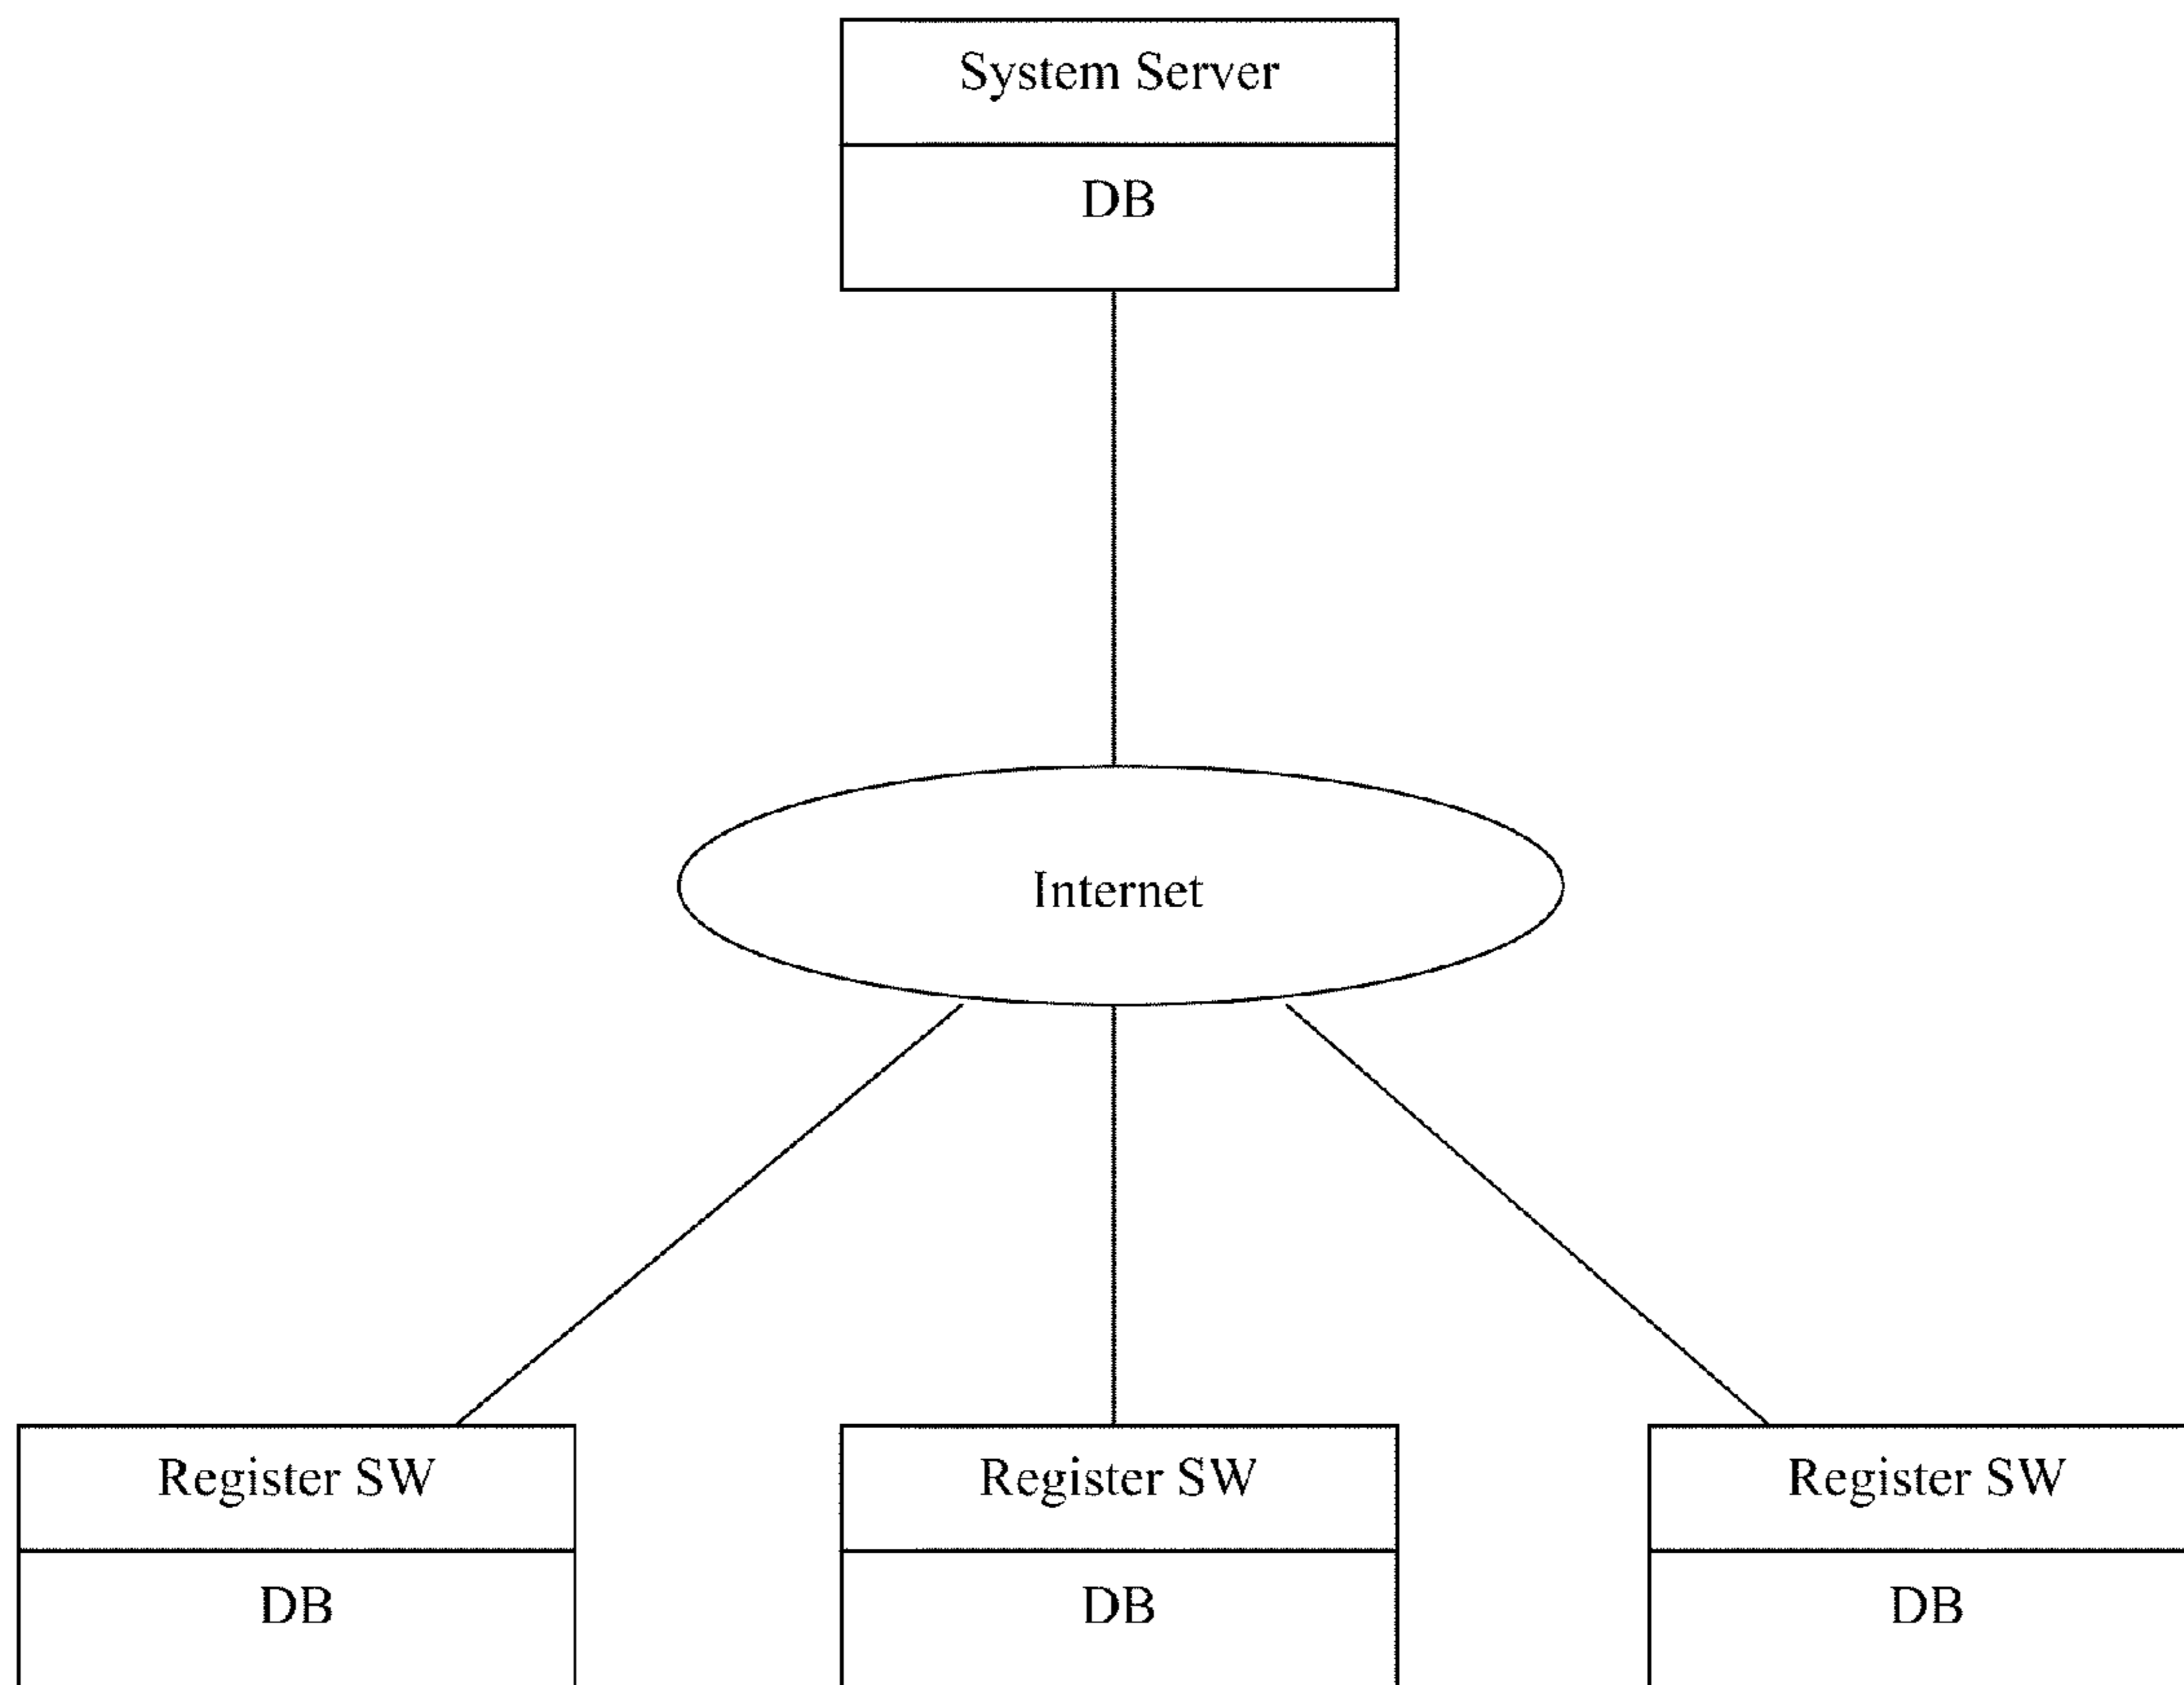 System Server
DB
Internet
Register SW
Register SW
Register SW
DB
DB
DB